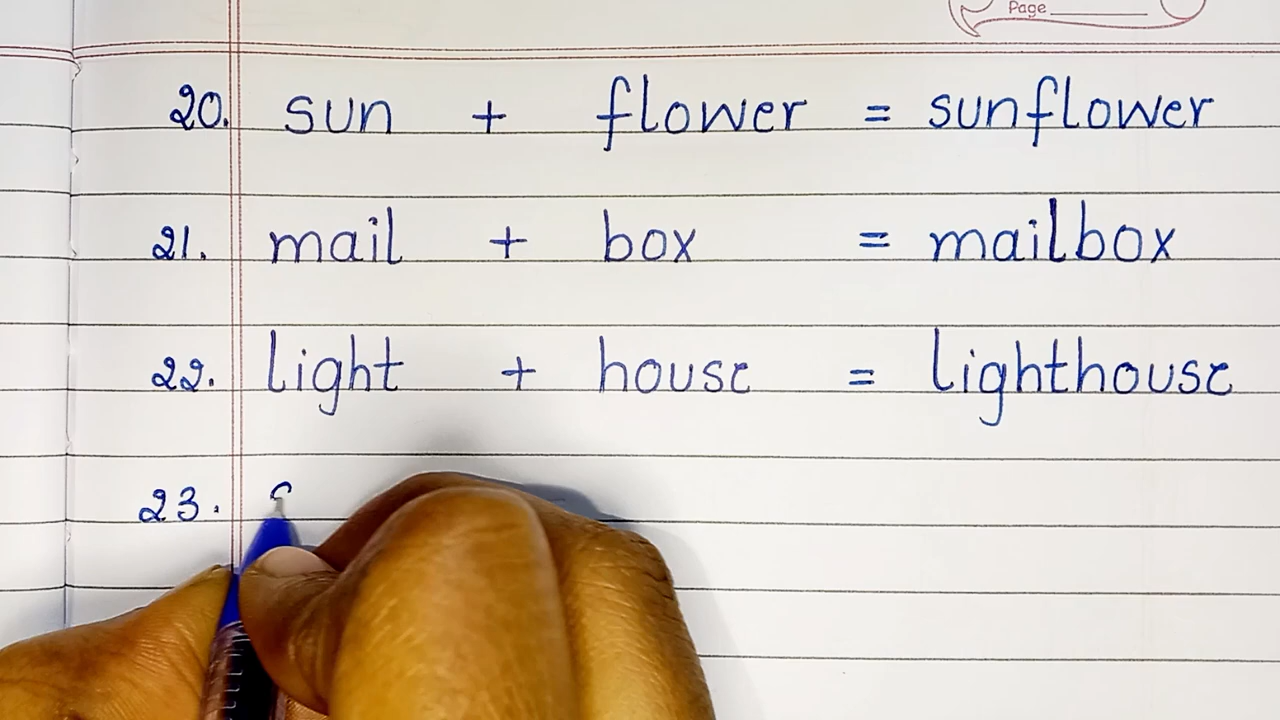 Page
20. sun + flower = sunflower
21. mail + box = mailbox
22. light + house = lighthouse
23.